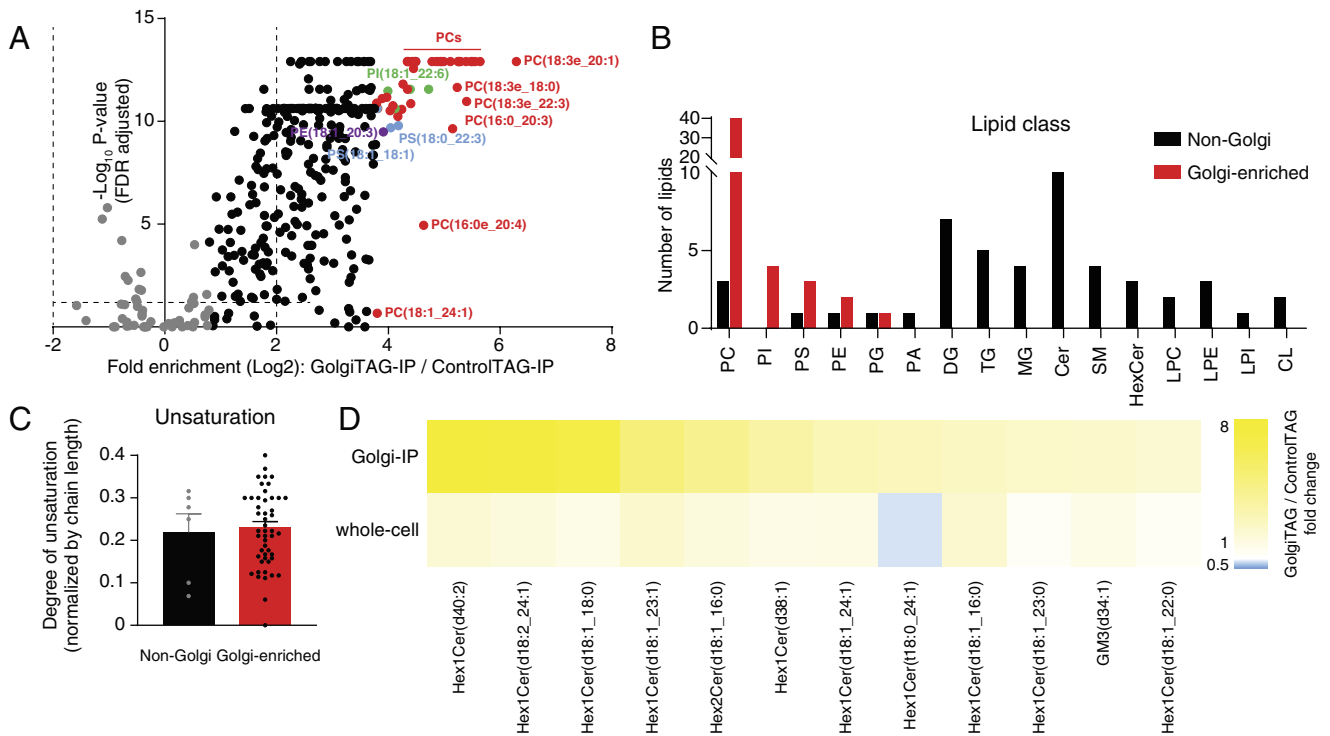 A
15
10
5
-2
0
2
4
6
8
-Log10 P-value
(FDR adjusted)
Fold enrichment (Log2): GolgiTAG-IP / ControlTAG-IP
PCs
PC(18:3e_20:1)
PI(18:1_22:6)
PC(18:3e_18:0)
PC(18:3e_22:3)
PC(16:0_20:3)
PE(18:1_20:3)
PS(18:0_22:3)
PS(18:1_18:1)
PC(16:0e_20:4)
PC(18:1_24:1)
B
Lipid class
Non-Golgi
Golgi-enriched
Number of lipids
40
30
20
10
5
0
PC
PI
PS
PE
PG
PA
DG
TG
MG
Cer
SM
HexCer
LPC
LPE
LPI
CL
C
Unsaturation
Degree of unsaturation
(normalized by chain length)
0.4
0.3
0.2
0.1
0
Non-Golgi
Golgi-enriched
D
Golgi-IP
whole-cell
Hex1Cer(d40:2)
Hex1Cer(d18:2_24:1)
Hex1Cer(d18:1_18:0)
Hex1Cer(d18:1_23:1)
Hex2Cer(d18:1_16:0)
Hex1Cer(d38:1)
Hex1Cer(d18:1_24:1)
Hex1Cer(t18:0_24:1)
Hex1Cer(d18:1_16:0)
Hex1Cer(d18:1_23:0)
GM3(d34:1)
Hex1Cer(d18:1_22:0)
8
1
0.5
GolgiTAG / ControlTAG
fold change